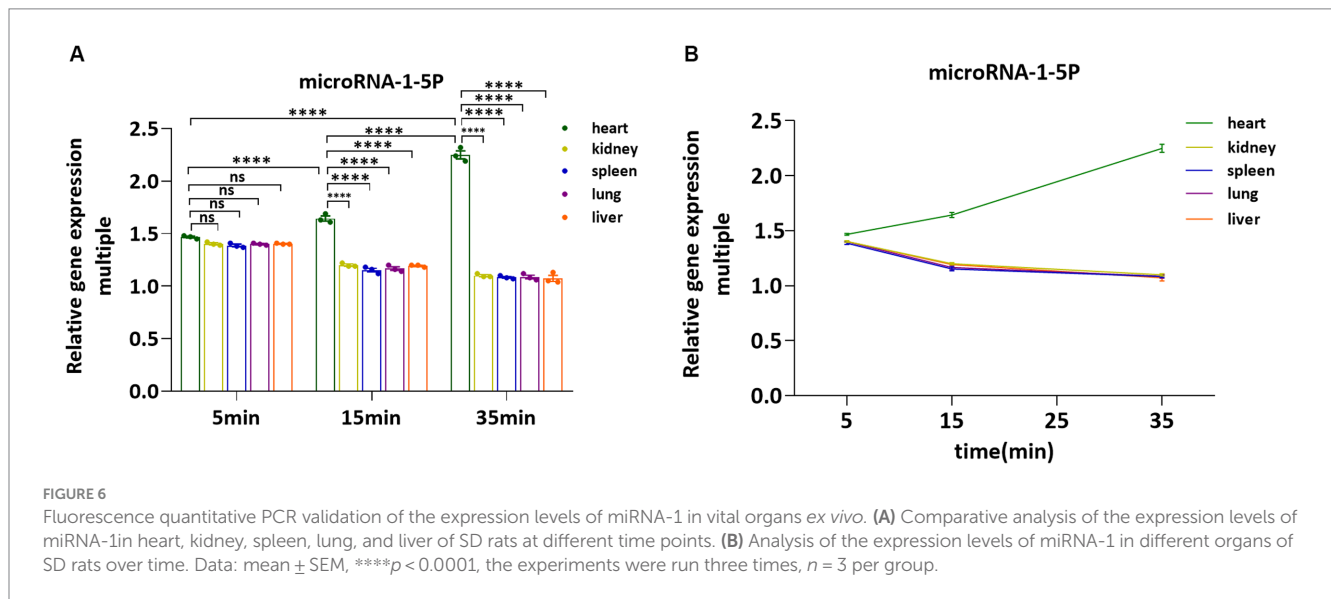 A
microRNA-1-5P
****
****
****
****
****
****
****
****
****
****
****
ns
ns
ns
ns
Relative gene expression
multiple
2.5
2.0
1.5
1.0
0.5
0.0
5min
15min
35min
heart
kidney
spleen
lung
liver
B
microRNA-1-5P
Relative gene expression
multiple
2.5
2.0
1.5
1.0
0.5
0.0
5
15
25
35
time(min)
heart
kidney
spleen
lung
liver
FIGURE 6
Fluorescence quantitative PCR validation of the expression levels of miRNA-1 in vital organs ex vivo. (A) Comparative analysis of the expression levels of
miRNA-1in heart, kidney, spleen, lung, and liver of SD rats at different time points. (B) Analysis of the expression levels of miRNA-1 in different organs of
SD rats over time. Data: mean ± SEM, ****p < 0.0001, the experiments were run three times, n = 3 per group.